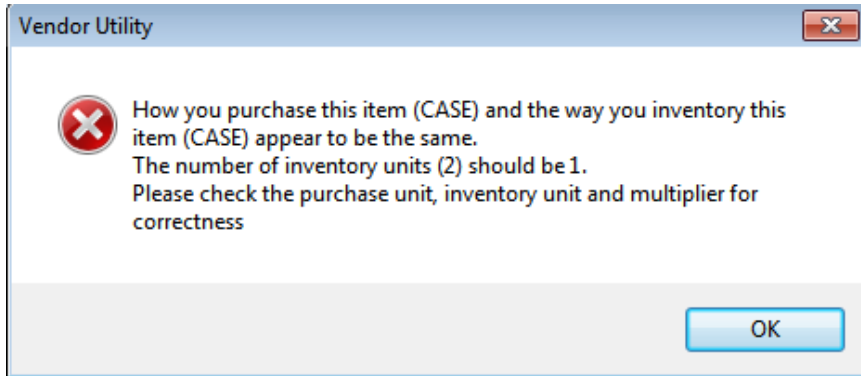 Vendor Utility
How you purchase this item (CASE) and the way you inventory this
item (CASE) appear to be the same.
The number of inventory units (2) should be 1.
Please check the purchase unit, inventory unit and multiplier for
correctness
OK